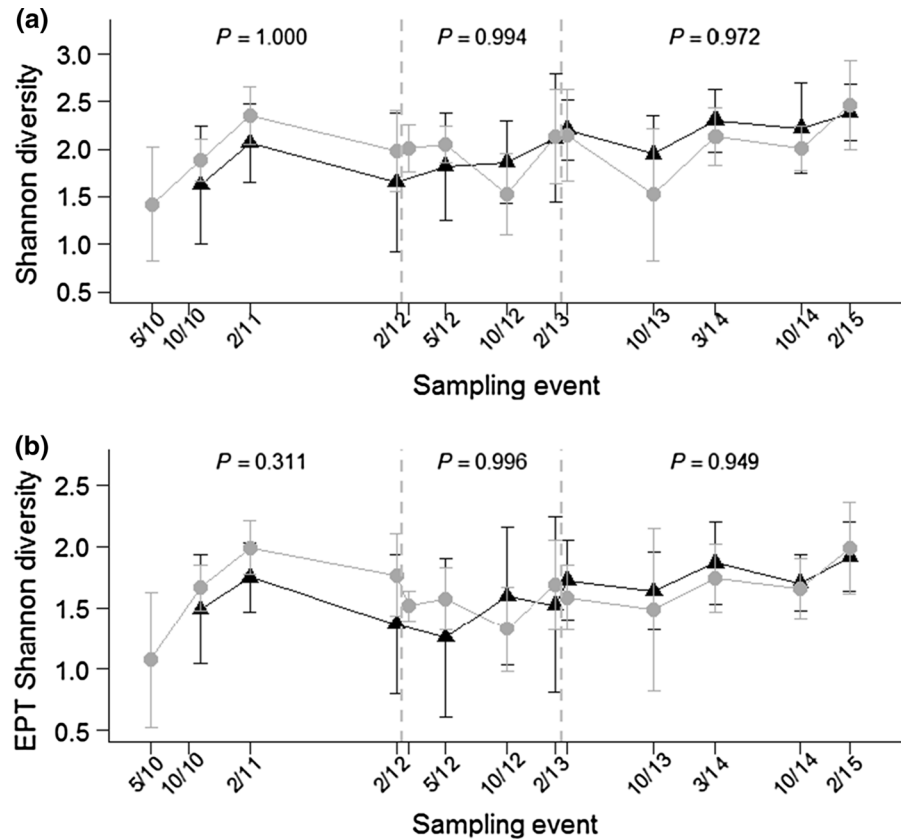 (a)
P = 1.000 P = 0.994 P = 0.972
Shannon diversity
3.0
2.5
2.0
1.5
1.0
0.5
5/10 10/10 2/11 2/12 5/12 10/12 2/13 10/13 3/14 10/14 2/15
Sampling event
(b)
P = 0.311 P = 0.996 P = 0.949
EPT Shannon diversity
2.5
2.0
1.5
1.0
0.5
5/10 10/10 2/11 2/12 5/12 10/12 2/13 10/13 3/14 10/14 2/15
Sampling event